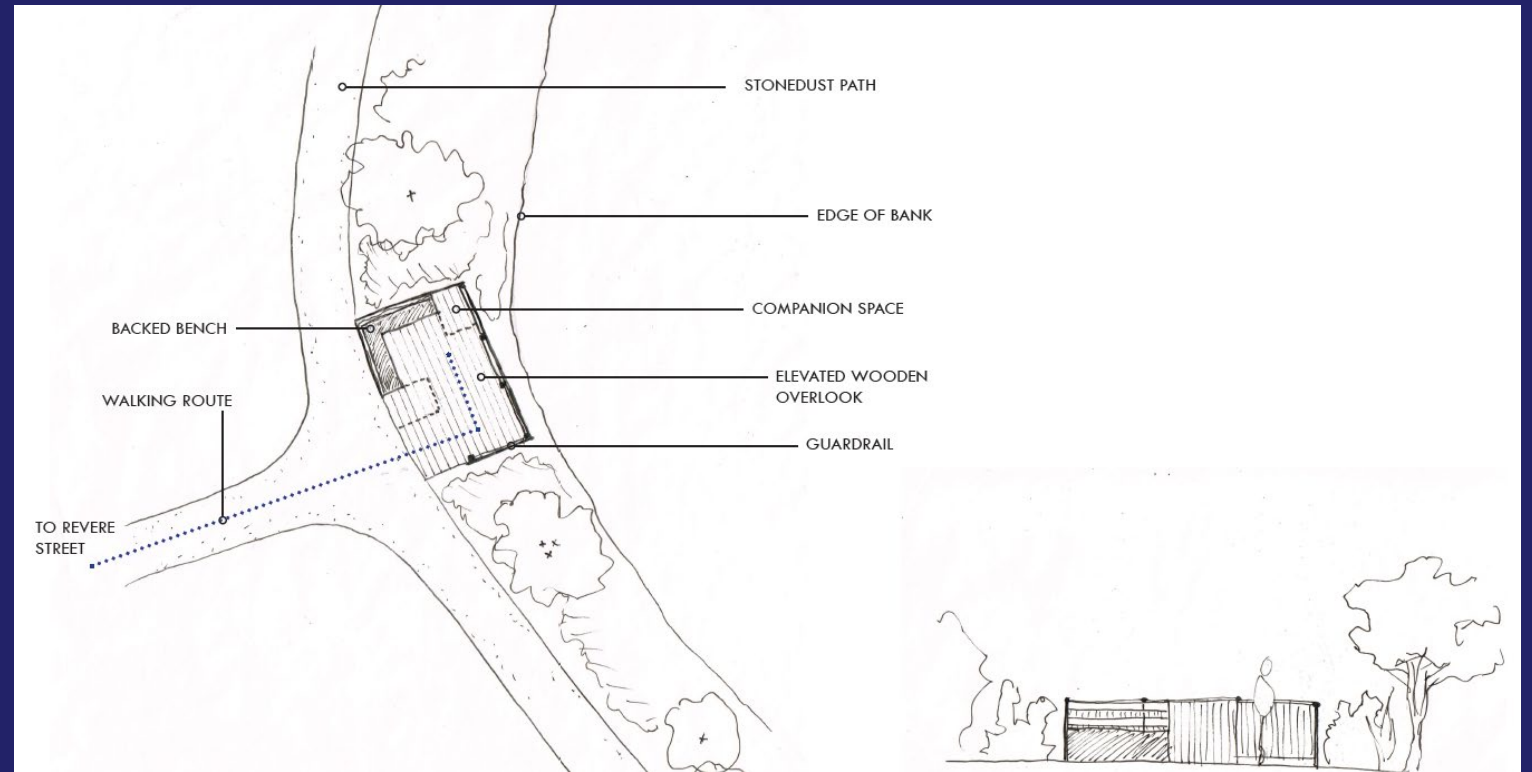 STONEDUST PATH
EDGE OF BANK
COMPANION SPACE
BACKED BENCH
ELEVATED WOODEN
OVERLOOK
WALKING ROUTE
GUARDRAIL
TO REVERE
STREET